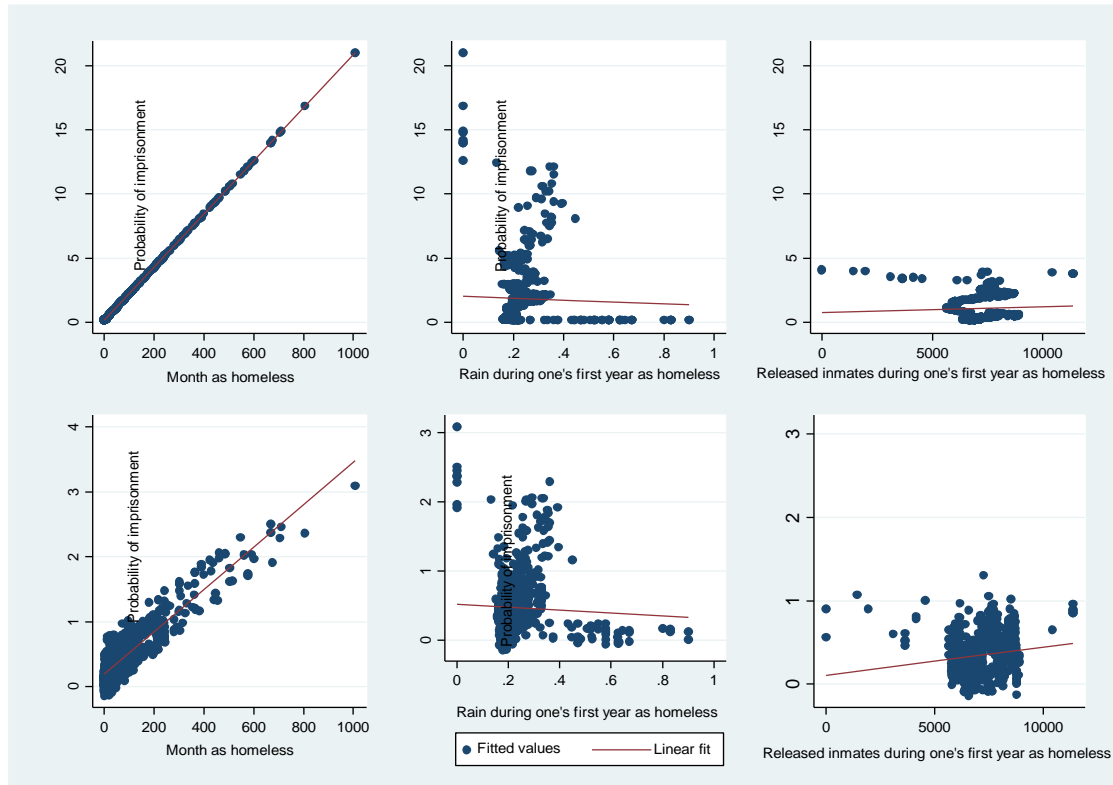 20
15
10
5
0
Probability of imprisonment
0 200 400 600 800 1000
Month as homeless
20
15
10
5
0
Probability of imprisonment
0 .2 .4 .6 .8 1
Rain during one's first year as homeless
20
15
10
5
0
0 5000 10000
Released inmates during one's first year as homeless
4
3
2
1
0
Probability of imprisonment
0 200 400 600 800 1000
Month as homeless
3
2
1
0
Probability of imprisonment
0 .2 .4 .6 .8 1
Rain during one's first year as homeless
3
2
1
0
0 5000 10000
Released inmates during one's first year as homeless
Fitted values Linear fit